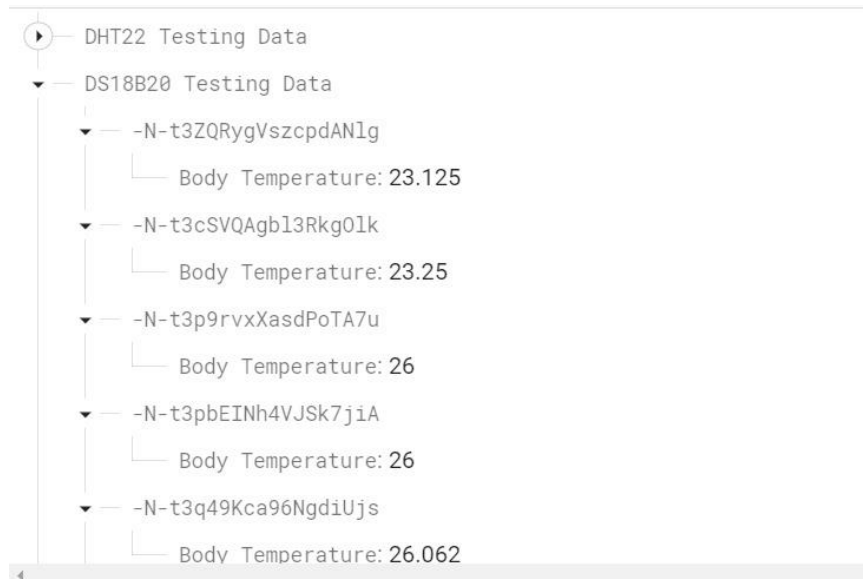 DHT22 Testing Data
DS18B20 Testing Data
-N-t3ZQRygVszcpdANlg
Body Temperature: 23.125
-N-t3cSVQAgbl3RkgOlk
Body Temperature: 23.25
-N-t3p9rvxXasdPoTA7u
Body Temperature: 26
-N-t3pbEINh4VJSk7jiA
Body Temperature: 26
-N-t3q49Kca96NgdiUjs
Body Temperature: 26.062